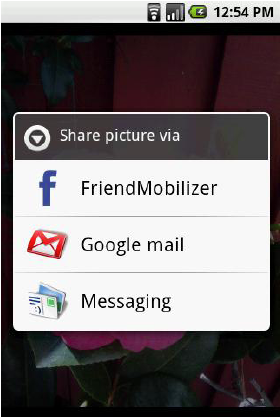 12:54 PM
Share picture via
FriendMobilizer
Google mail
Messaging